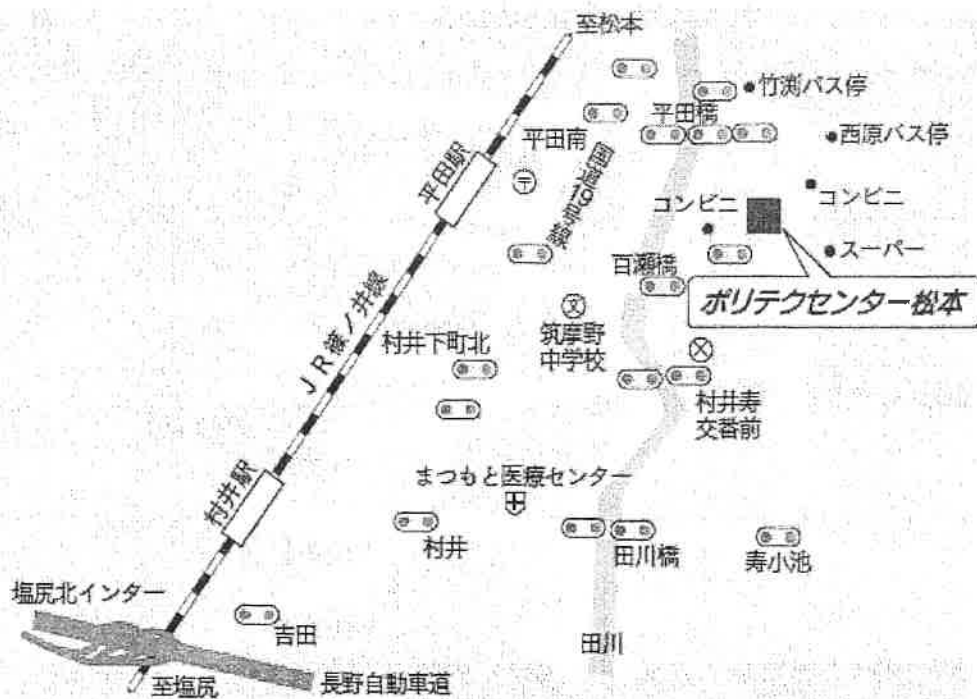 至松本
竹渕バス停
平田橋
平田南
西原バス停
平田駅
国道19号線
コンビニ
コンビニ
スーパー
百瀬橋
ポリテクセンター松本
JR篠ノ井線
筑摩野
中学校
村井下町北
村井寿
交番前
村井駅
まつもと医療センター
村井
田川橋
寿小池
塩尻北インター
吉田
田川
長野自動車道
至塩尻